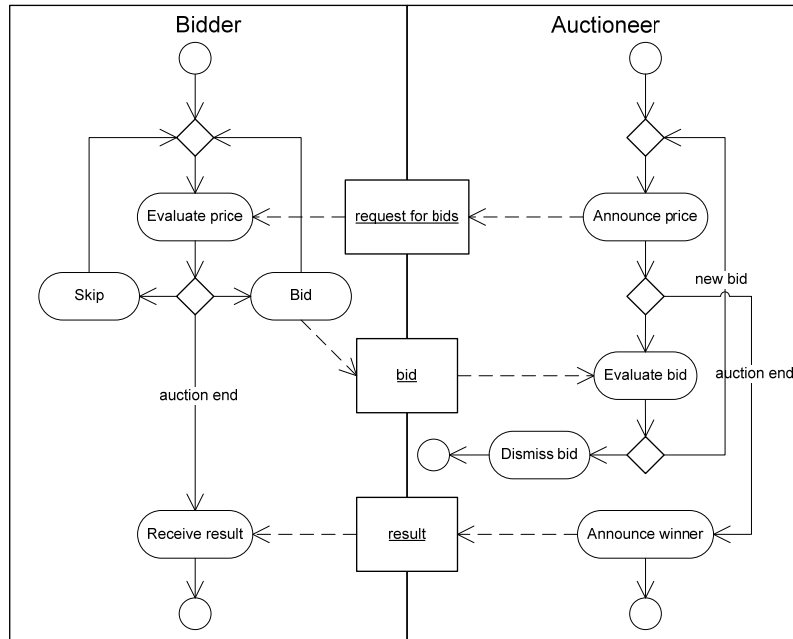 Bidder
Auctioneer
Evaluate price
request for bids
Announce price
new bid
Skip
Bid
bid
Evaluate bid
auction end
auction end
Dismiss bid
Receive result
result
Announce winner